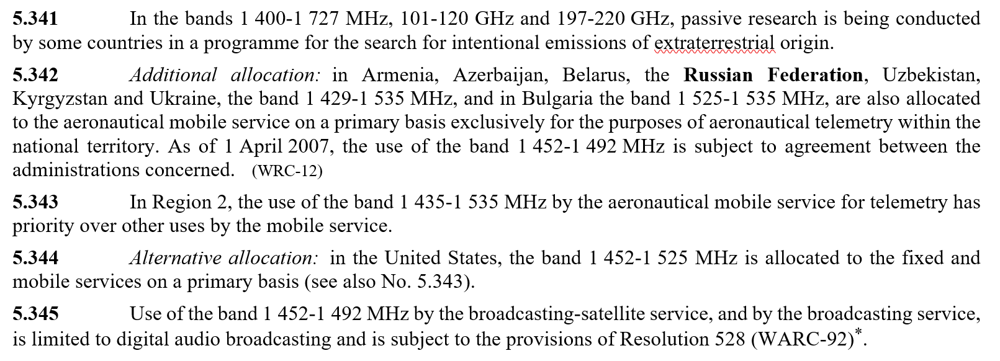 5.341 In the bands 1 400-1 727 MHz, 101-120 GHz and 197-220 GHz, passive research is being conducted
by some countries in a programme for the search for intentional emissions of extraterrestrial origin.
5.342 Additional allocation: in Armenia, Azerbaijan, Belarus, the Russian Federation, Uzbekistan,
Kyrgyzstan and Ukraine, the band 1 429-1 535 MHz, and in Bulgaria the band 1 525-1 535 MHz, are also allocated
to the aeronautical mobile service on a primary basis exclusively for the purposes of aeronautical telemetry within the
national territory. As of 1 April 2007, the use of the band 1 452-1 492 MHz is subject to agreement between the
administrations concerned. (WRC-12)
5.343 In Region 2, the use of the band 1 435-1 535 MHz by the aeronautical mobile service for telemetry has
priority over other uses by the mobile service.
5.344 Alternative allocation: in the United States, the band 1 452-1 525 MHz is allocated to the fixed and
mobile services on a primary basis (see also No. 5.343).
5.345 Use of the band 1 452-1 492 MHz by the broadcasting-satellite service, and by the broadcasting service,
is limited to digital audio broadcasting and is subject to the provisions of Resolution 528 (WARC-92)*.